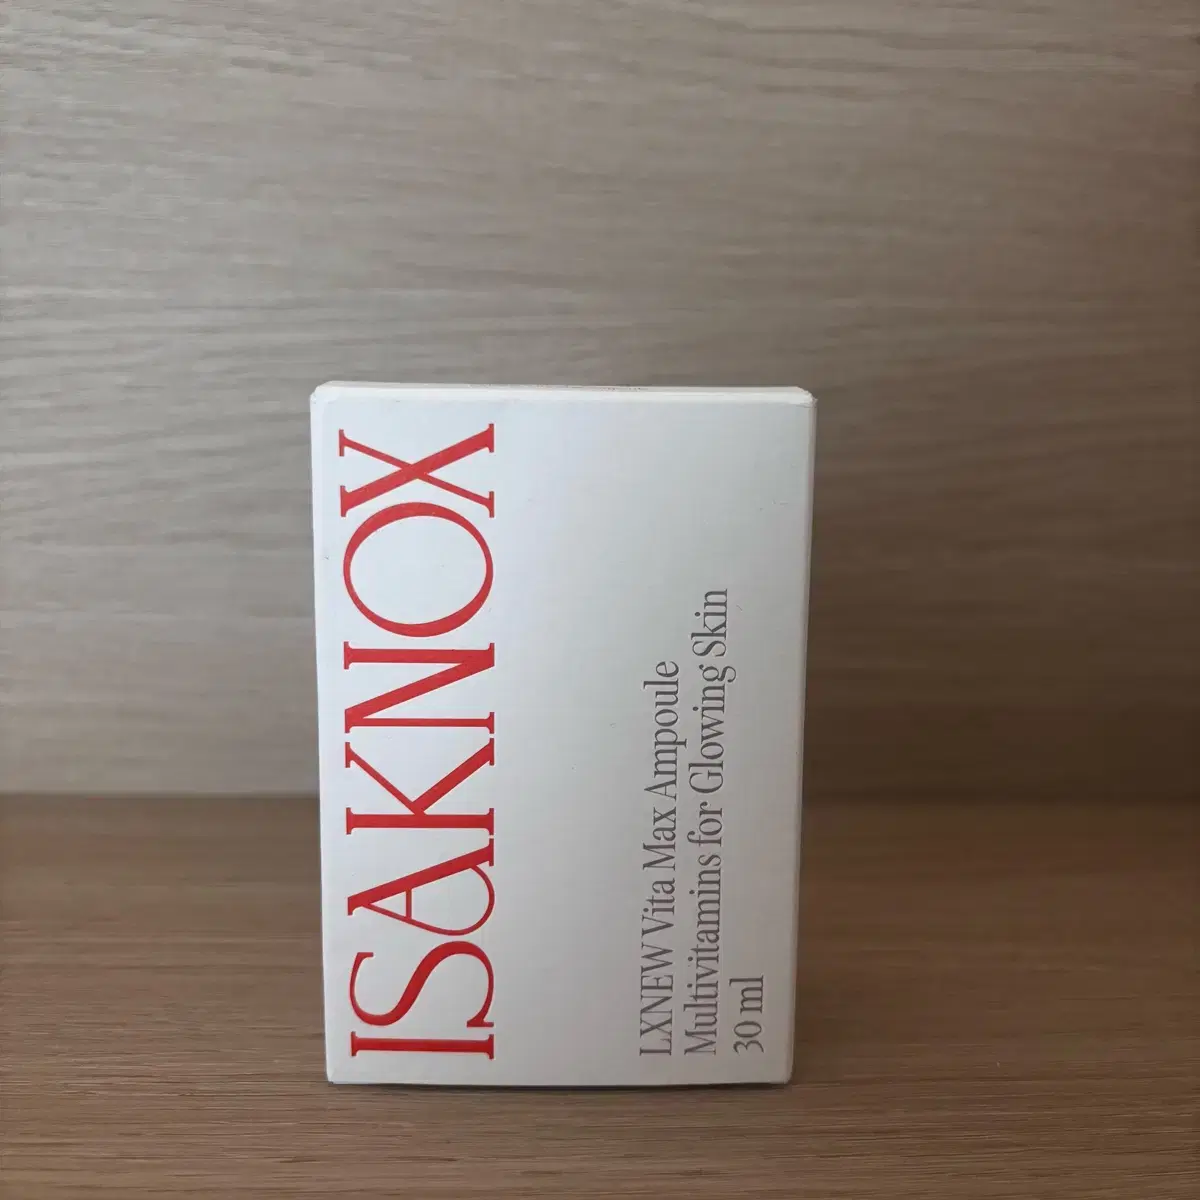 ISAKNOX
LXNEW Vita Max Ampoule
Multivitamins for Glowing Skin
30 ml